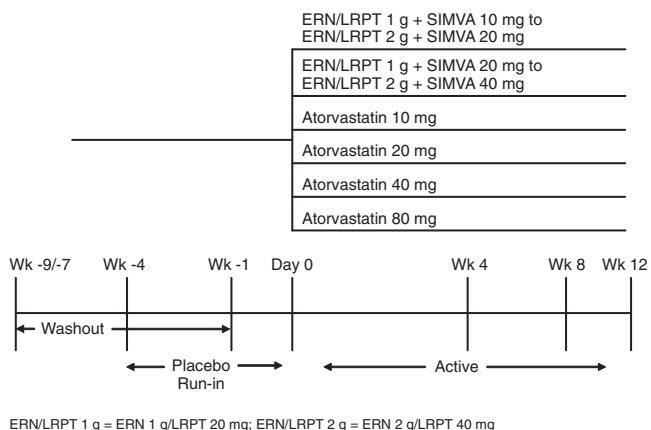 ERN/LRPT 1 g + SIMVA 10 mg to
ERN/LRPT 2 g + SIMVA 20 mg
ERN/LRPT 1 g + SIMVA 20 mg to
ERN/LRPT 2 g + SIMVA 40 mg
Atorvastatin 10 mg
Atorvastatin 20 mg
Atorvastatin 40 mg
Atorvastatin 80 mg
Wk -9/-7 Wk -4 Wk -1 Day 0 Wk 4 Wk 8 Wk 12
Washout
Placebo
Run-in
Active
ERN/LRPT 1 g = ERN 1 g/LRPT 20 mg; ERN/LRPT 2 g = ERN 2 g/LRPT 40 mg